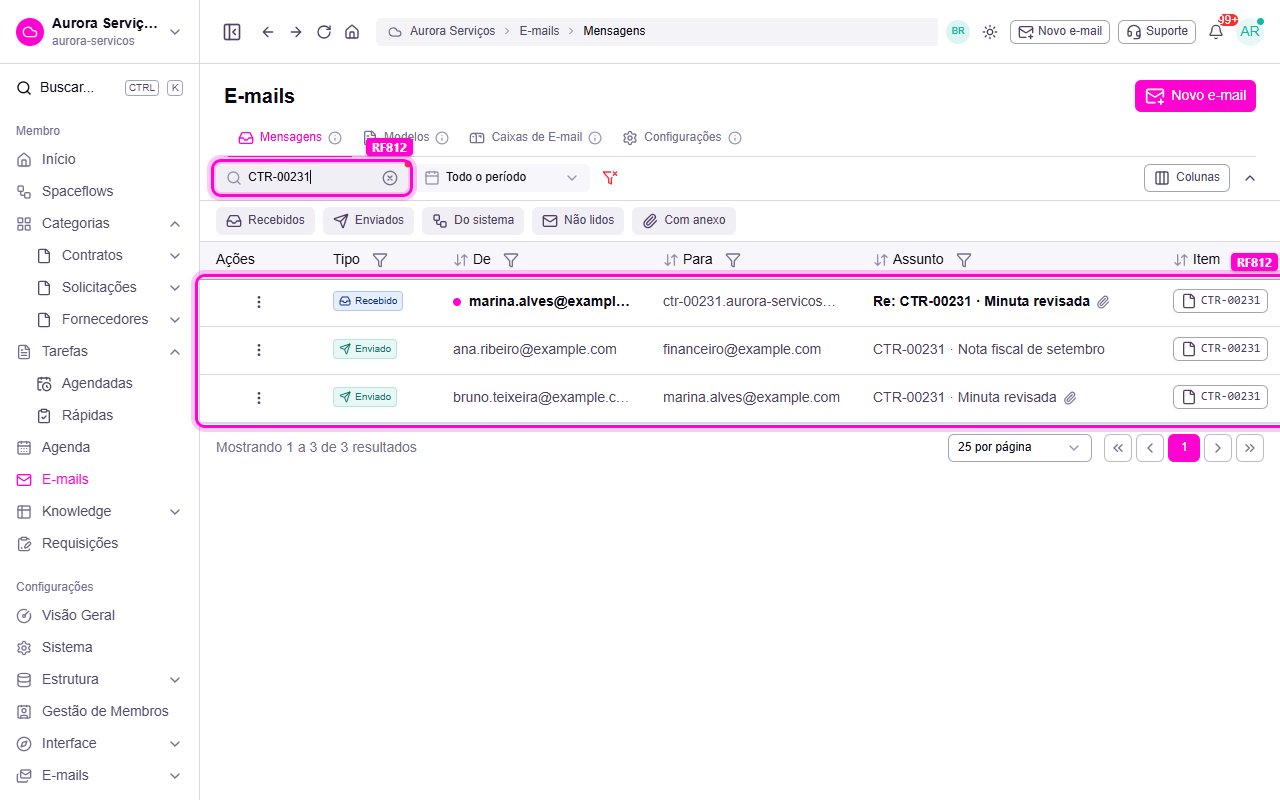 Aurora Serviç...
aurora-servicos
Buscar...
CTRL
K
Membro
Início
Spaceflows
Categorias
Contratos
Solicitações
Fornecedores
Tarefas
Agendadas
Rápidas
Agenda
E-mails
Knowledge
Requisições
Configurações
Visão Geral
Sistema
Estrutura
Gestão de Membros
Interface
E-mails
Aurora Serviços
E-mails
Mensagens
BR
Novo e-mail
Suporte
99+
AR
E-mails
Novo e-mail
Mensagens
Modelos
Caixas de E-mail
Configurações
RF812
CTR-00231
Todo o período
Colunas
Recebidos
Enviados
Do sistema
Não lidos
Com anexo
Ações Tipo De Para Assunto Item
RF812
Recebido marina.alves@exampl... ctr-00231.aurora-servicos... Re: CTR-00231 · Minuta revisada CTR-00231
Enviado ana.ribeiro@example.com financeiro@example.com CTR-00231 · Nota fiscal de setembro CTR-00231
Enviado bruno.teixeira@example.c... marina.alves@example.com CTR-00231 · Minuta revisada CTR-00231
Mostrando 1 a 3 de 3 resultados
25 por página
1